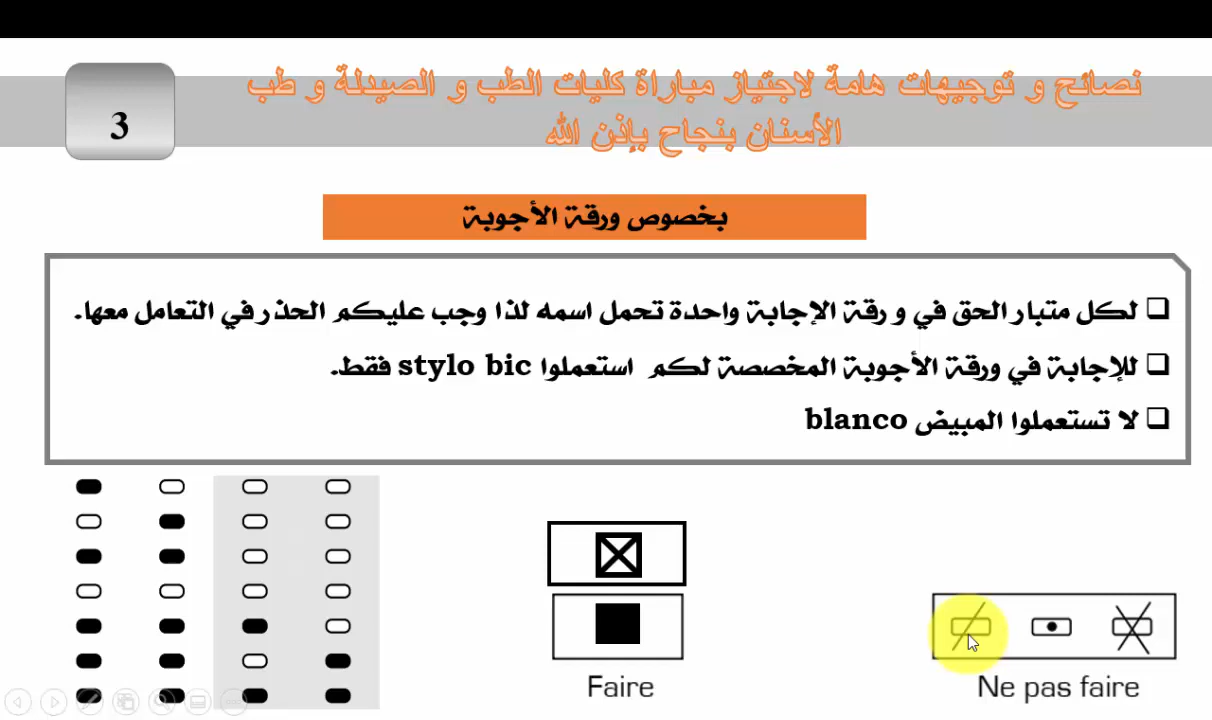 نصائح و توجيهات هامة لاجتياز مباراة كليات الطب و الصيدلة و طب
الأسنان بنجاح بإذن الله
3
بخصوص ورقة الأجوبة
لكل متبار الحق في ورقة الإجابة واحدة تحمل اسمه لذا وجب عليكم الحذر في التعامل معها.
للإجابة في ورقة الأجوبة المخصصة لكم استعملوا stylo bic فقط.
لا تستعملوا المبيض blanco
Faire
Ne pas faire